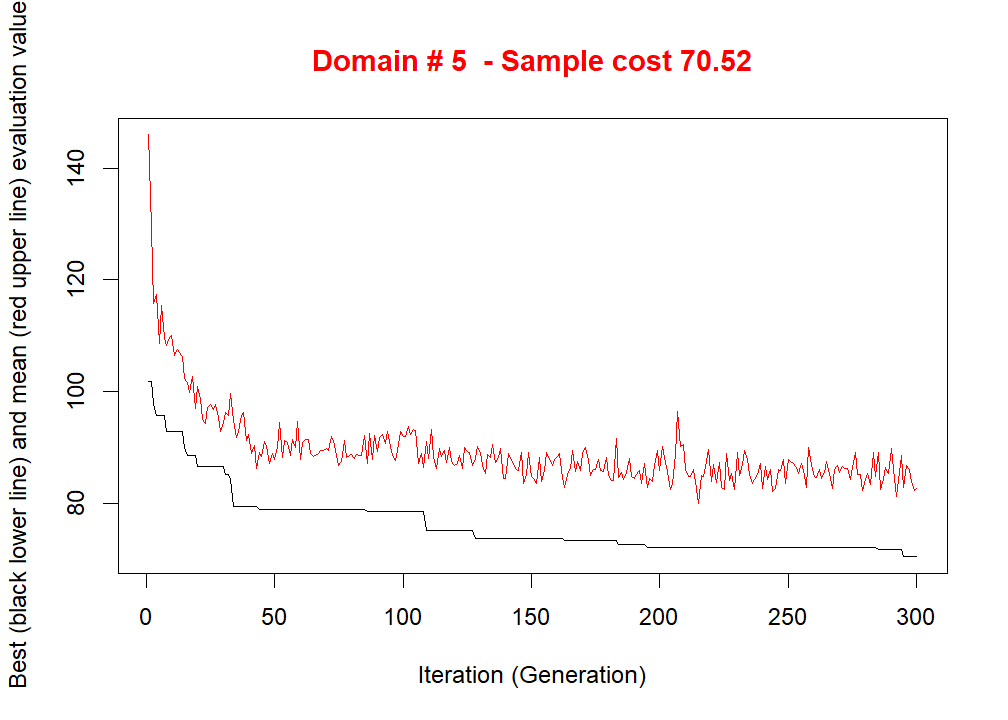 Domain # 5  - Sample cost 70.52
Best (black lower line) and mean (red upper line) evaluation value
140
120
100
80
0 50 100 150 200 250 300
Iteration (Generation)